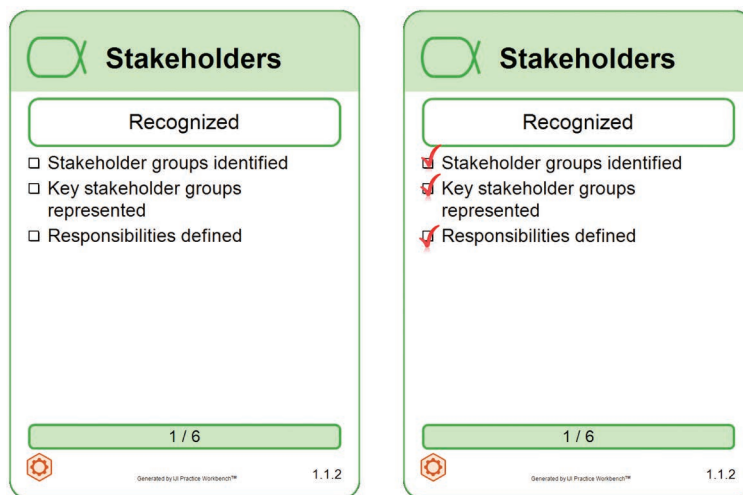 Stakeholders
Recognized
Stakeholder groups identified
Key stakeholder groups
represented
Responsibilities defined
1 / 6
Generated by IJI Practice Workbench™
1.1.2
Stakeholders
Recognized
Stakeholder groups identified
Key stakeholder groups
represented
Responsibilities defined
1 / 6
Generated by IJI Practice Workbench™
1.1.2